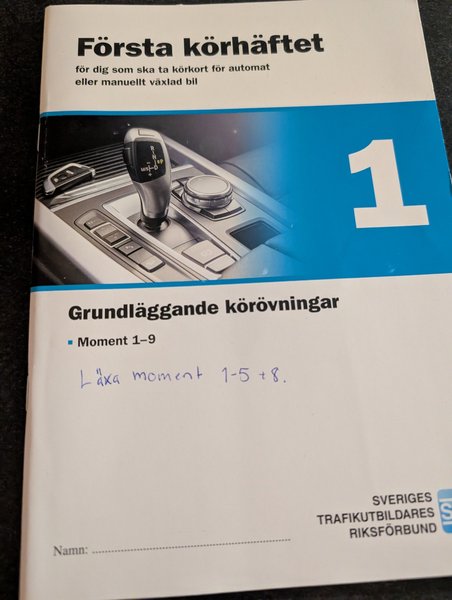 Första körhäftet
för dig som ska ta körkort för automat
eller manuellt växlad bil
1
Grundläggande körövningar
▪ Moment 1–9
Läxa moment 1-5 + 8.
SVERIGES
TRAFIKUTBILDARES
RIKSFÖRBUND
Namn: ........................................